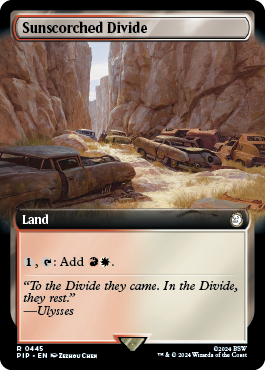 Sunscorched Divide
Land
1, T: Add RW.
“To the Divide they came. In the Divide,
they rest.”
—Ulysses
R 0445
PIP • EN Zezhou Chen
©2024 BSW
™ & © 2024 Wizards of the Coast